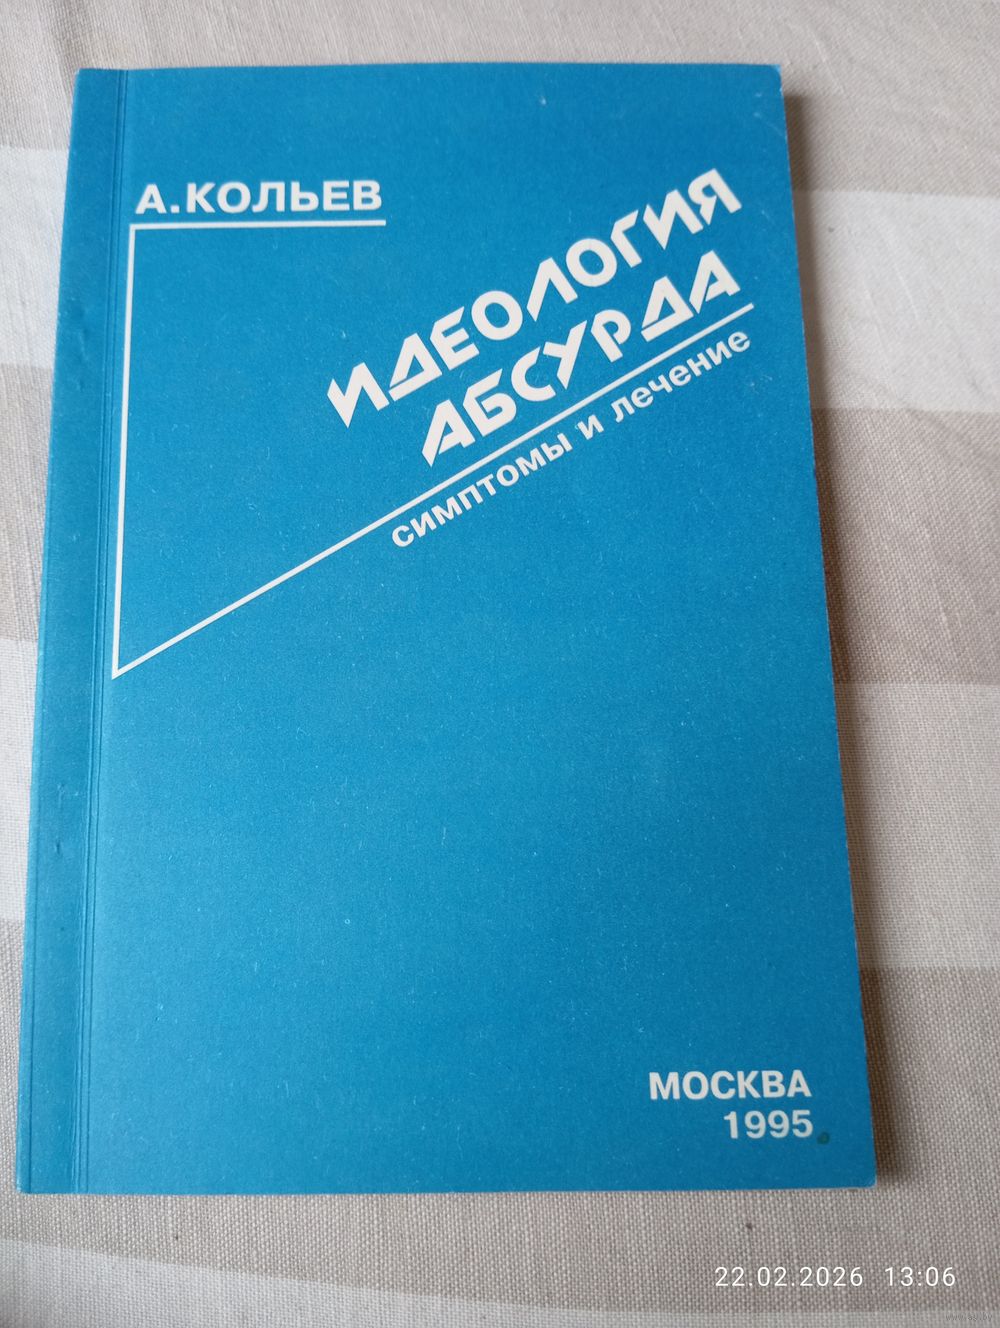 А.КОЛЬЕВ
ИДЕОЛОГИЯ
АБСУРДА
симптомы и лечение
МОСКВА
1995
22.02.2026 13:06